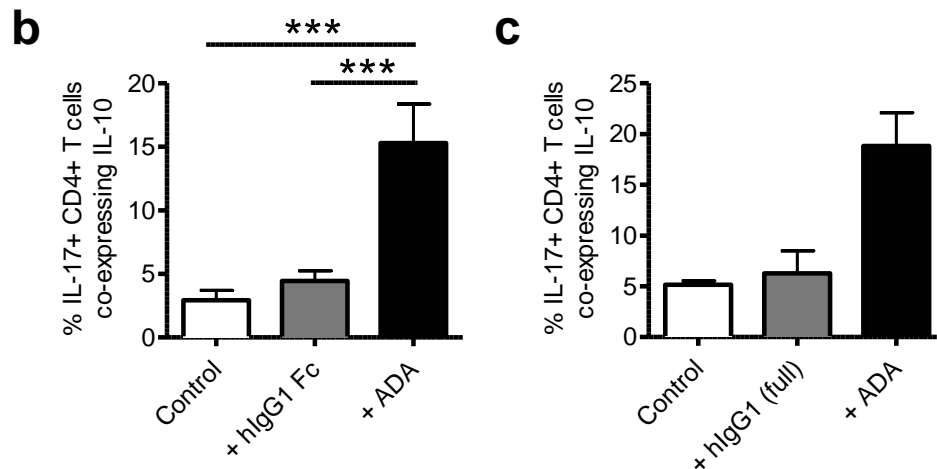 b
***
***
% IL-17+ CD4+ T cells
co-expressing IL-10
20
15
10
5
0
Control
+ hIgG1 Fc
+ ADA
c
% IL-17+ CD4+ T cells
co-expressing IL-10
25
20
15
10
5
0
Control
+ hIgG1 (full)
+ ADA